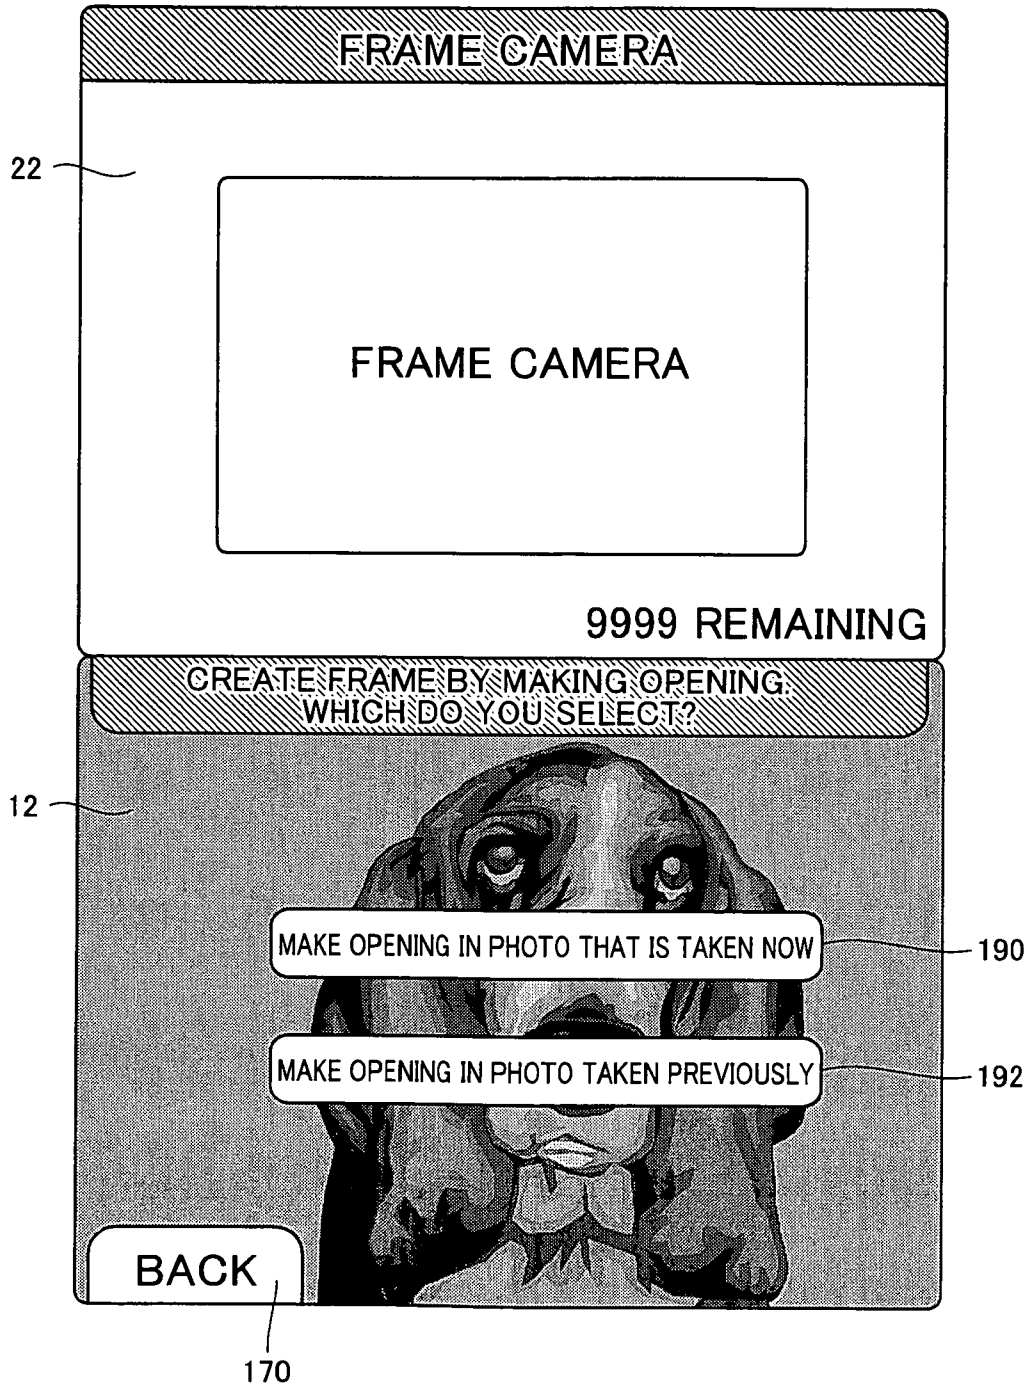 FRAME CAMERA
22
FRAME CAMERA
9999 REMAINING
CREATE FRAME BY MAKING OPENING.
WHICH DO YOU SELECT?
12
MAKE OPENING IN PHOTO THAT IS TAKEN NOW
190
MAKE OPENING IN PHOTO TAKEN PREVIOUSLY
192
BACK
170